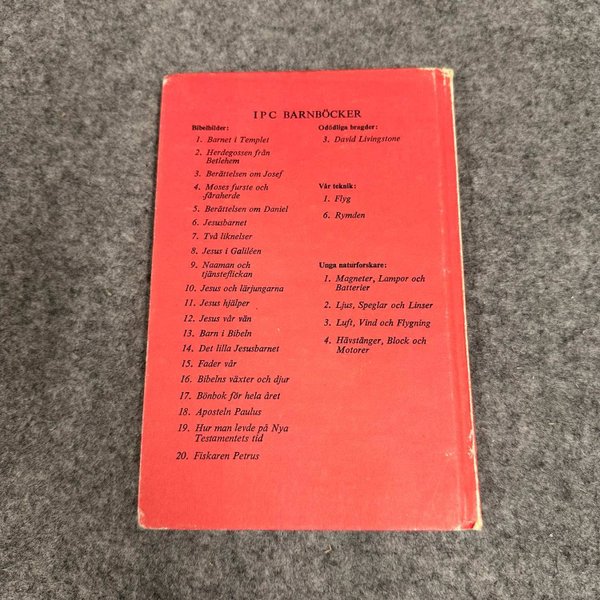 IPC BARNBÖCKER
Bibelbilder:
1. Barnet i Templet
2. Herdegossen från
Betlehem
3. Berättelsen om Josef
4. Moses furste och
fåraherde
5. Berättelsen om Daniel
6. Jesusbarnet
7. Två liknelser
8. Jesus i Galiléen
9. Naaman och
tjänsteflickan
10. Jesus och lärjungarna
11. Jesus hjälper
12. Jesus vår vän
13. Barn i Bibeln
14. Det lilla Jesusbarnet
15. Fader vår
16. Bibelns växter och djur
17. Bönbok för hela året
18. Aposteln Paulus
19. Hur man levde på Nya
Testamentets tid
20. Fiskaren Petrus
Odödliga bragder:
3. David Livingstone
Vår teknik:
1. Flyg
6. Rymden
Unga naturforskare:
1. Magneter, Lampor och
Batterier
2. Ljus, Speglar och Linser
3. Luft, Vind och Flygning
4. Hävstänger, Block och
Motorer